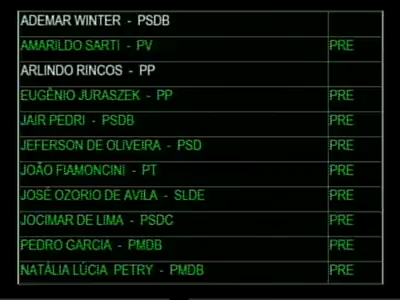 ADEMAR WINTER - PSDB
AMARILDO SARTI - PV PRE
ARLINDO RINCOS - PP
EUGÊNIO JURASZEK - PP PRE
JAIR PEDRI - PSDB PRE
JEFERSON DE OLIVEIRA - PSD PRE
JOÃO FIAMONCINI - PT PRE
JOSÉ OZORIO DE AVILA - SLDE PRE
JOCIMAR DE LIMA - PSDC PRE
PEDRO GARCIA - PMDB PRE
NATÁLIA LÚCIA PETRY - PMDB PRE